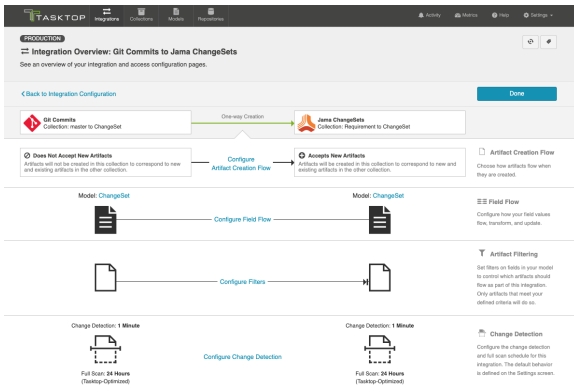 TASKTOP
Integrations
Collections
Models
Repositories
Activity
Metrics
Help
Settings
PRODUCTION
Integration Overview: Git Commits to Jama ChangeSets
See an overview of your integration and access configuration pages.
Back to Integration Configuration
Done
Git Commits
Collection: master to ChangeSet
One-way Creation
Jama ChangeSets
Collection: Requirement to ChangeSet
Does Not Accept New Artifacts
Artifacts will not be created in this collection to correspond to new
and existing artifacts in the other collection.
Configure
Artifact Creation Flow
Accepts New Artifacts
Artifacts will be created in this collection to correspond to new and
existing artifacts in the other collection.
Artifact Creation Flow
Choose how artifacts flow when
they are created.
Model: ChangeSet
Configure Field Flow
Model: ChangeSet
Field Flow
Configure how your field values
flow, transform, and update.
Configure Filters
Artifact Filtering
Set filters on fields in your model
to control which artifacts should
flow as part of this integration.
Only artifacts that meet your
defined criteria will do so.
Change Detection: 1 Minute
Full Scan: 24 Hours
(Tasktop-Optimized)
Configure Change Detection
Change Detection: 1 Minute
Full Scan: 24 Hours
(Tasktop-Optimized)
Change Detection
Configure the change detection
and full scan schedule for this
integration. The default behavior
is defined on the Settings screen.